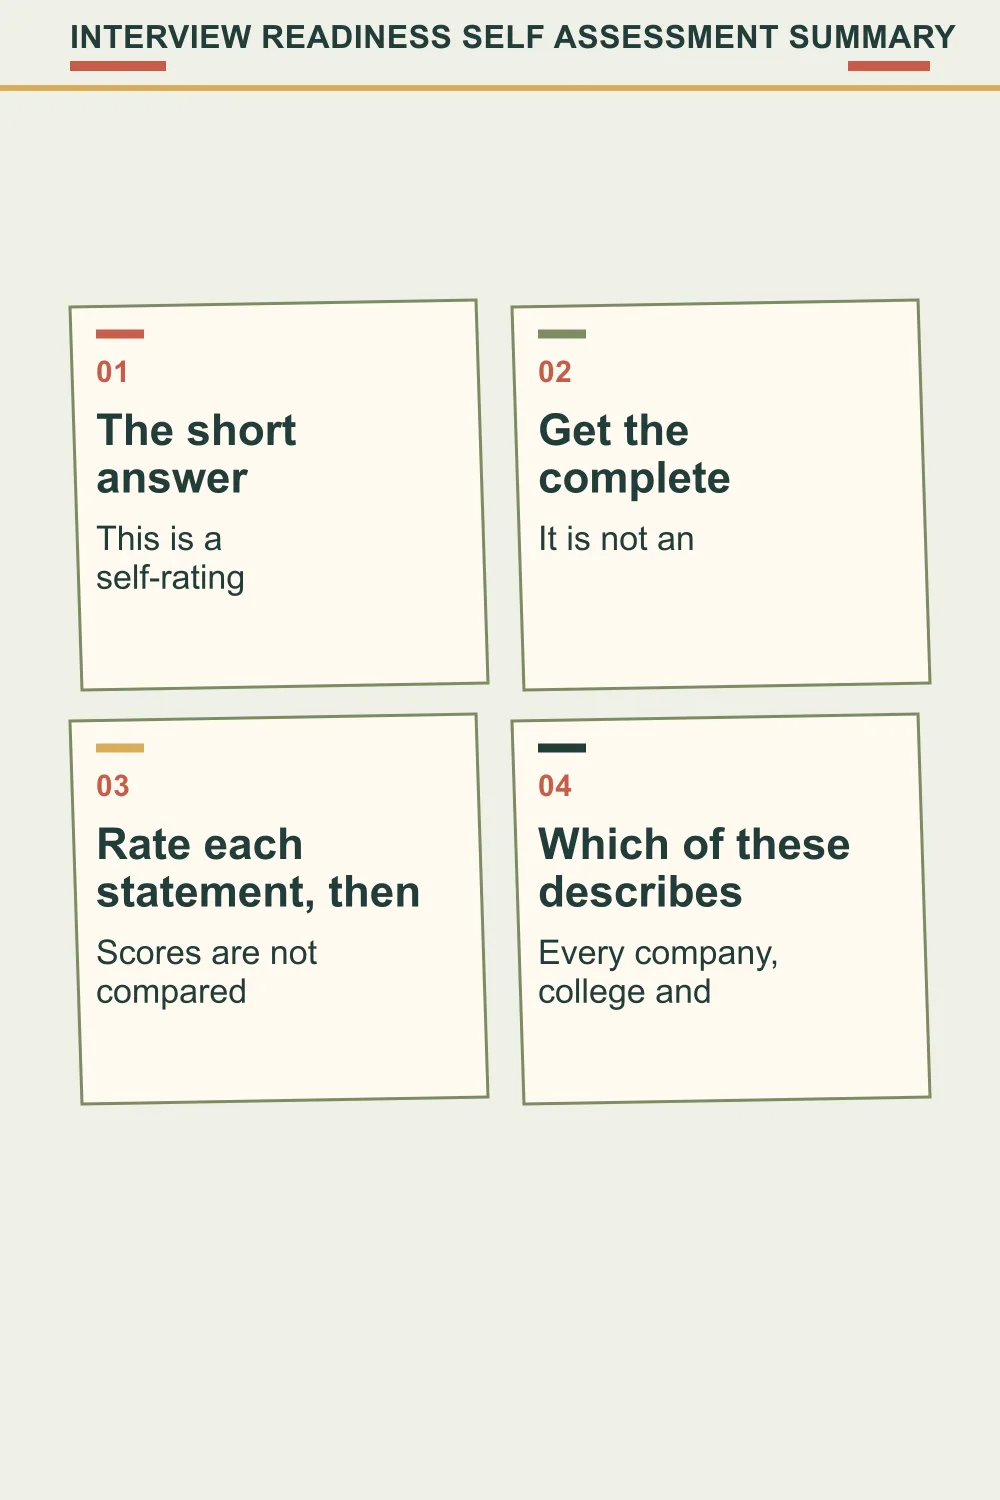 INTERVIEW READINESS SELF ASSESSMENT SUMMARY
01
The short
answer
This is a
self-rating
02
Get the
complete
It is not an
03
Rate each
statement, then
Scores are not
compared
04
Which of these
describes
Every company,
college and